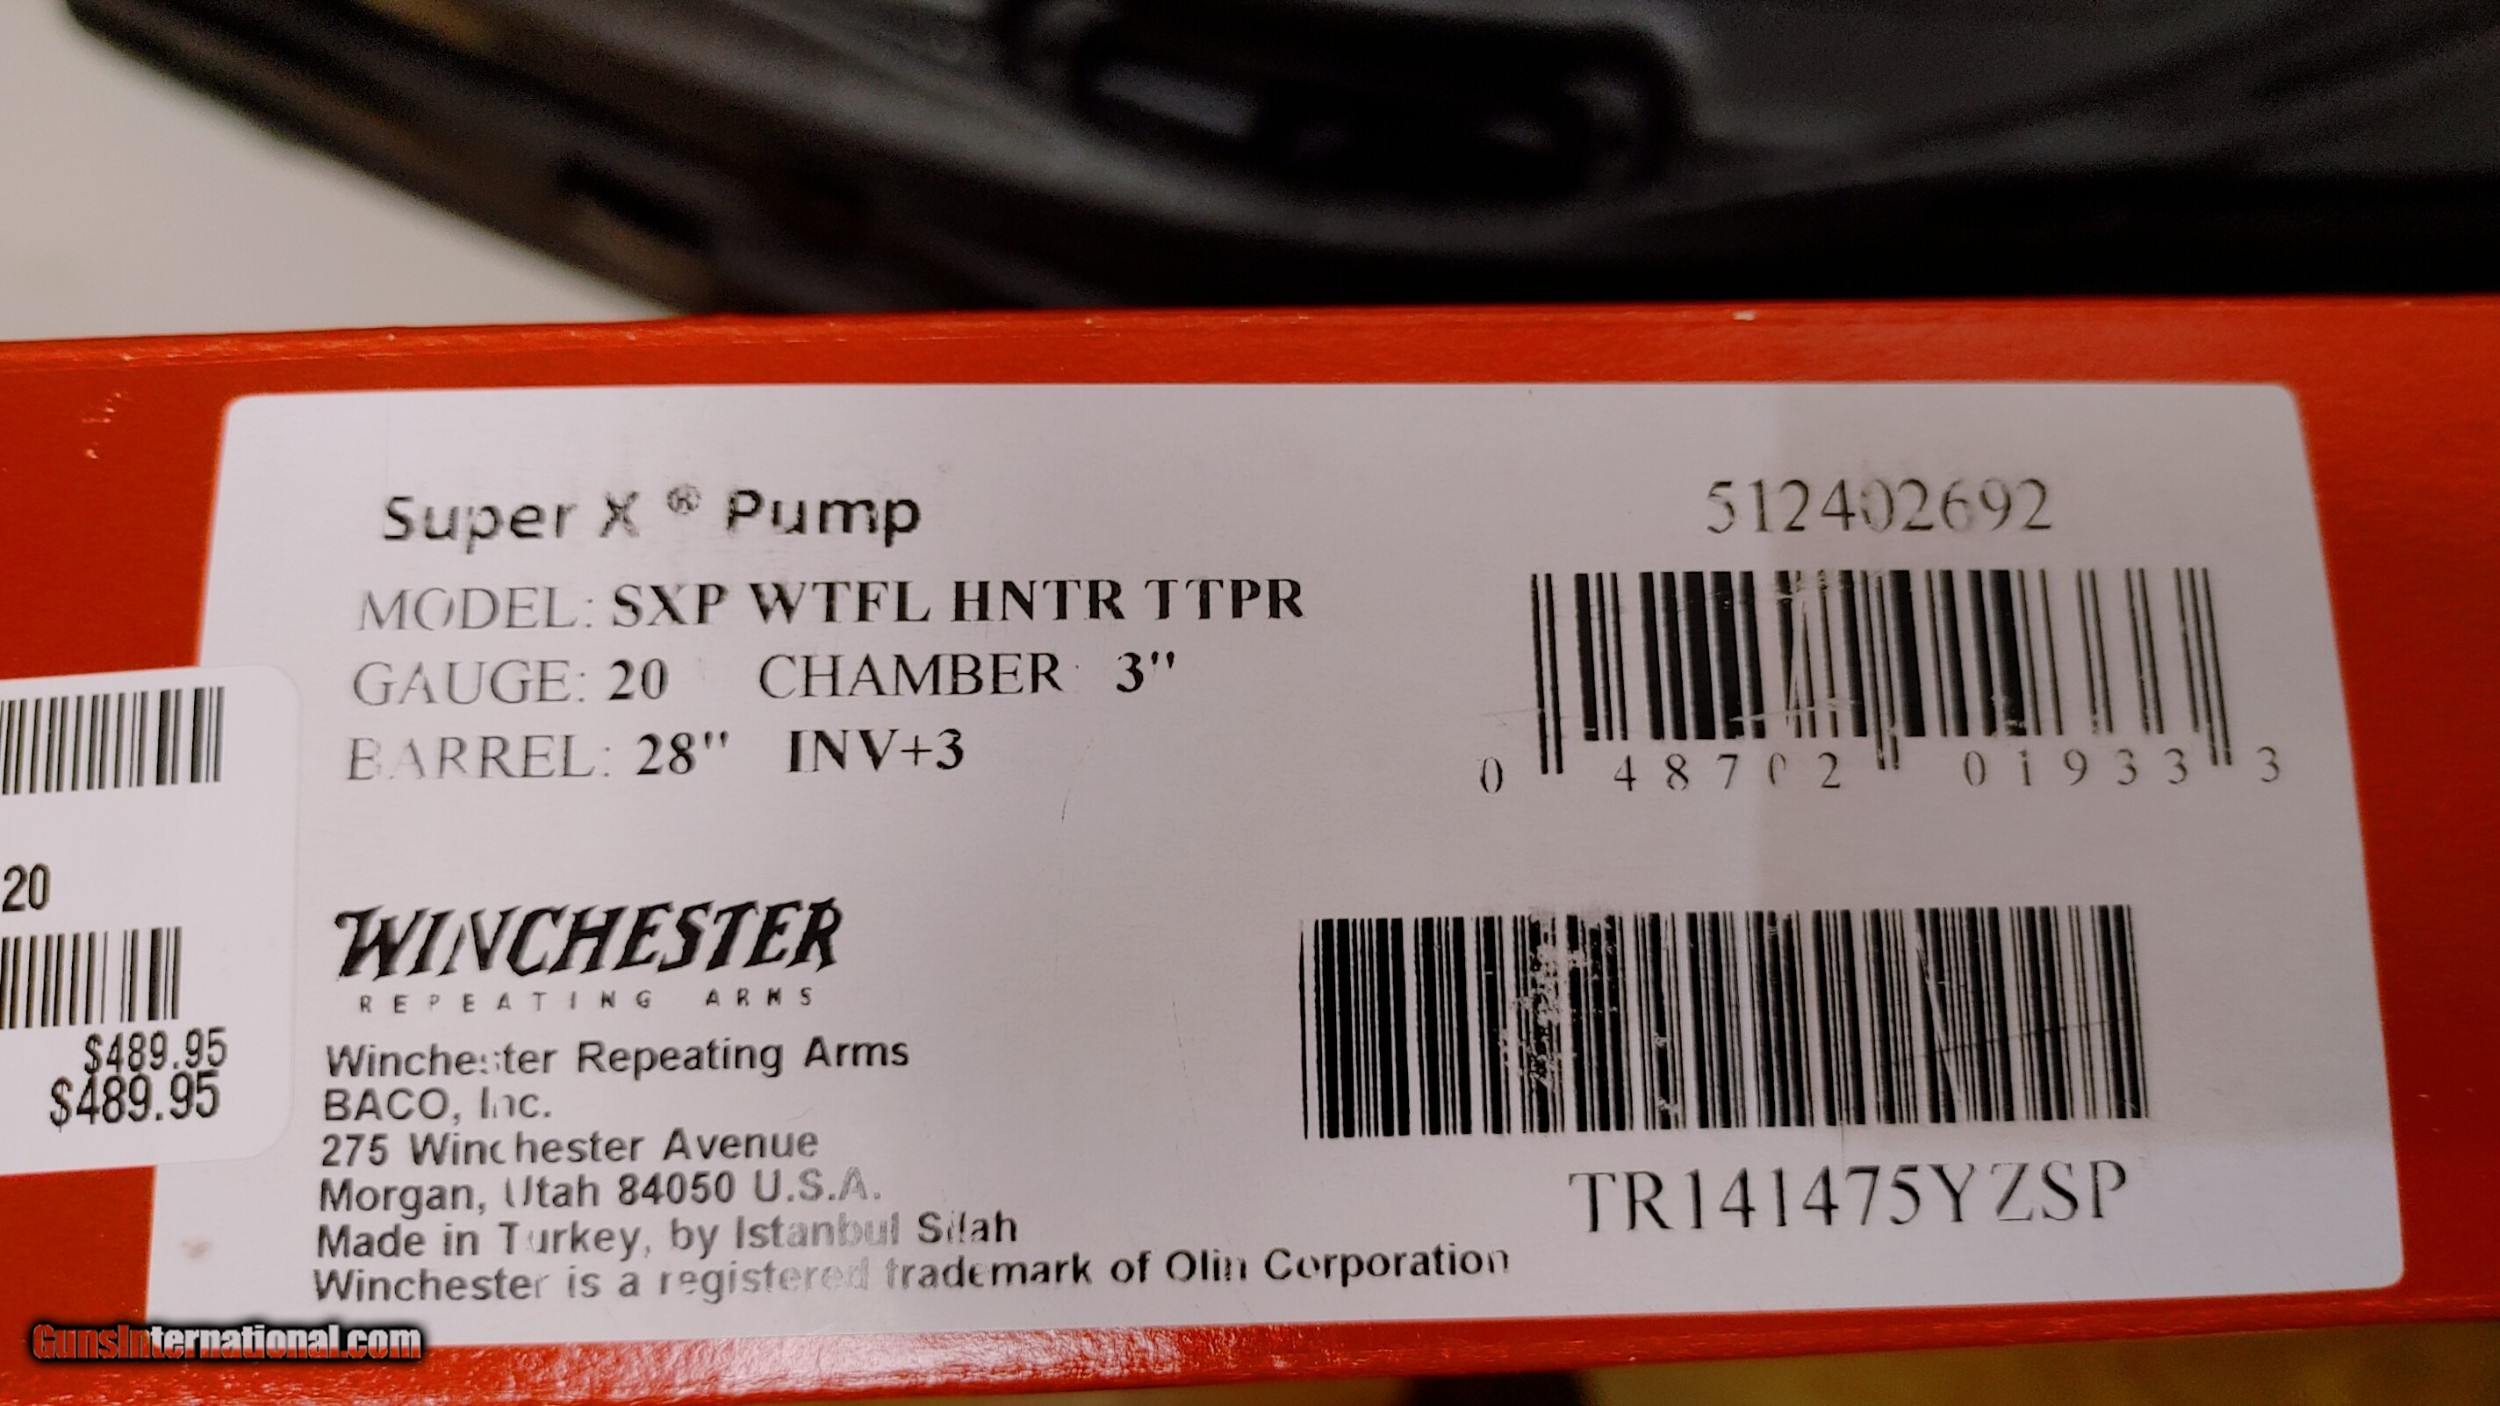 Super X ® Pump
MODEL: SXP WTFL HNTR TTPR
GAUGE: 20 CHAMBER 3"
BARREL: 28" INV+3
512402692
0 48702 01933 3
WINCHESTER
REPEATING ARMS
Winchester Repeating Arms
BACO, Inc.
275 Winchester Avenue
Morgan, Utah 84050 U.S.A.
Made in Turkey, by Istanbul Silah
Winchester is a registered trademark of Olin Corporation
TR141475YZSP
20
$489.95
$489.95
GunsInternational.com